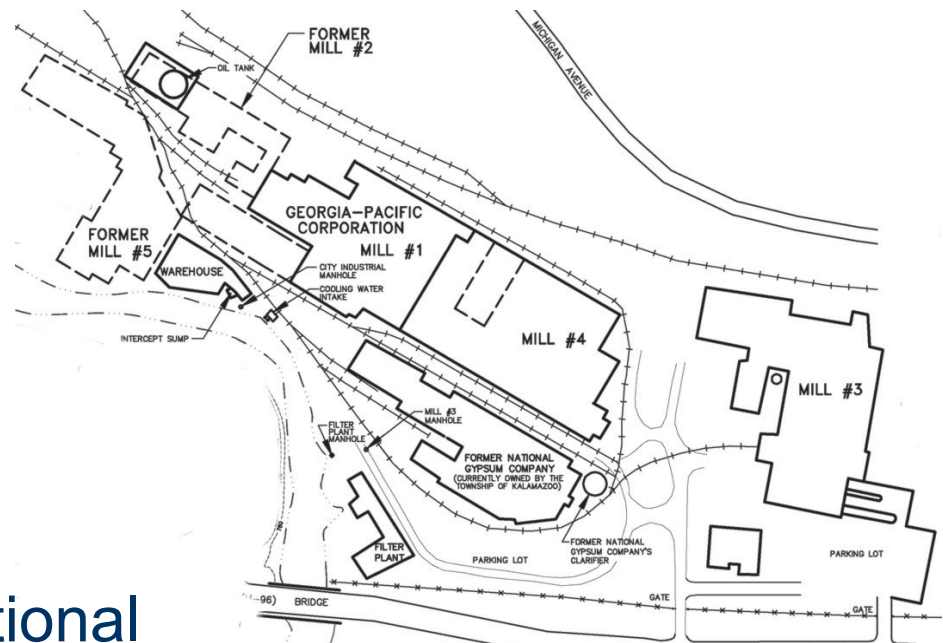 FORMER
MILL #2
OIL TANK
MICHIGAN
AVENUE
GEORGIA-PACIFIC
CORPORATION
MILL #1
FORMER
MILL #5
WAREHOUSE
CITY INDUSTRIAL
MANHOLE
COOLING WATER
INTAKE
INTERCEPT SUMP
MILL #4
MILL #3
MILL #3
MANHOLE
FILTER
PLANT
MANHOLE
FORMER NATIONAL
GYPSUM COMPANY
(CURRENTLY OWNED BY THE
TOWNSHIP OF KALAMAZOO)
FORMER NATIONAL
GYPSUM COMPANY'S
CLARIFIER
FILTER
PLANT
PARKING LOT
PARKING LOT
-96) BRIDGE
GATE
GATE
tional